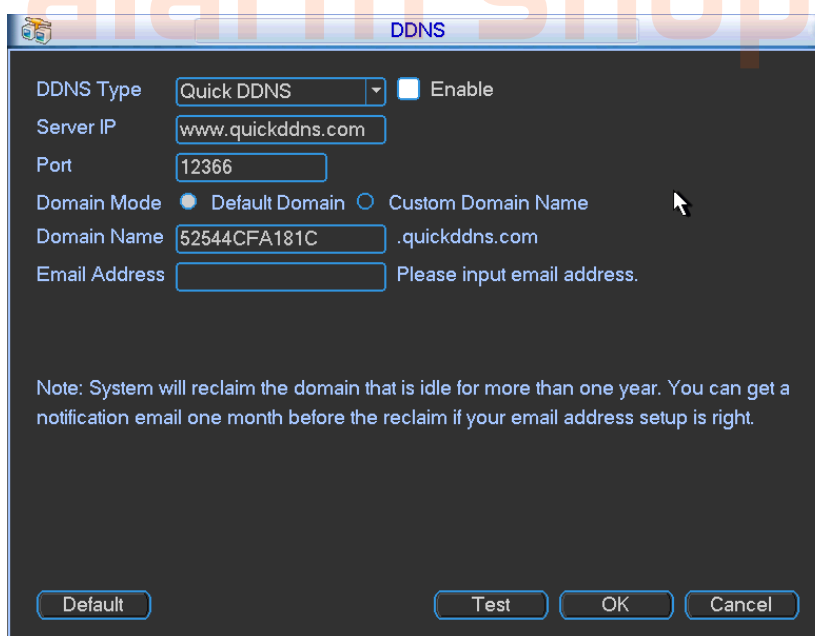 alarm shop
DDNS
DDNS Type Quick DDNS Enable
Server IP www.quickddns.com
Port 12366
Domain Mode Default Domain Custom Domain Name
Domain Name 52544CFA181C .quickddns.com
Email Address Please input email address.
Note: System will reclaim the domain that is idle for more than one year. You can get a
notification email one month before the reclaim if your email address setup is right.
Default Test OK Cancel